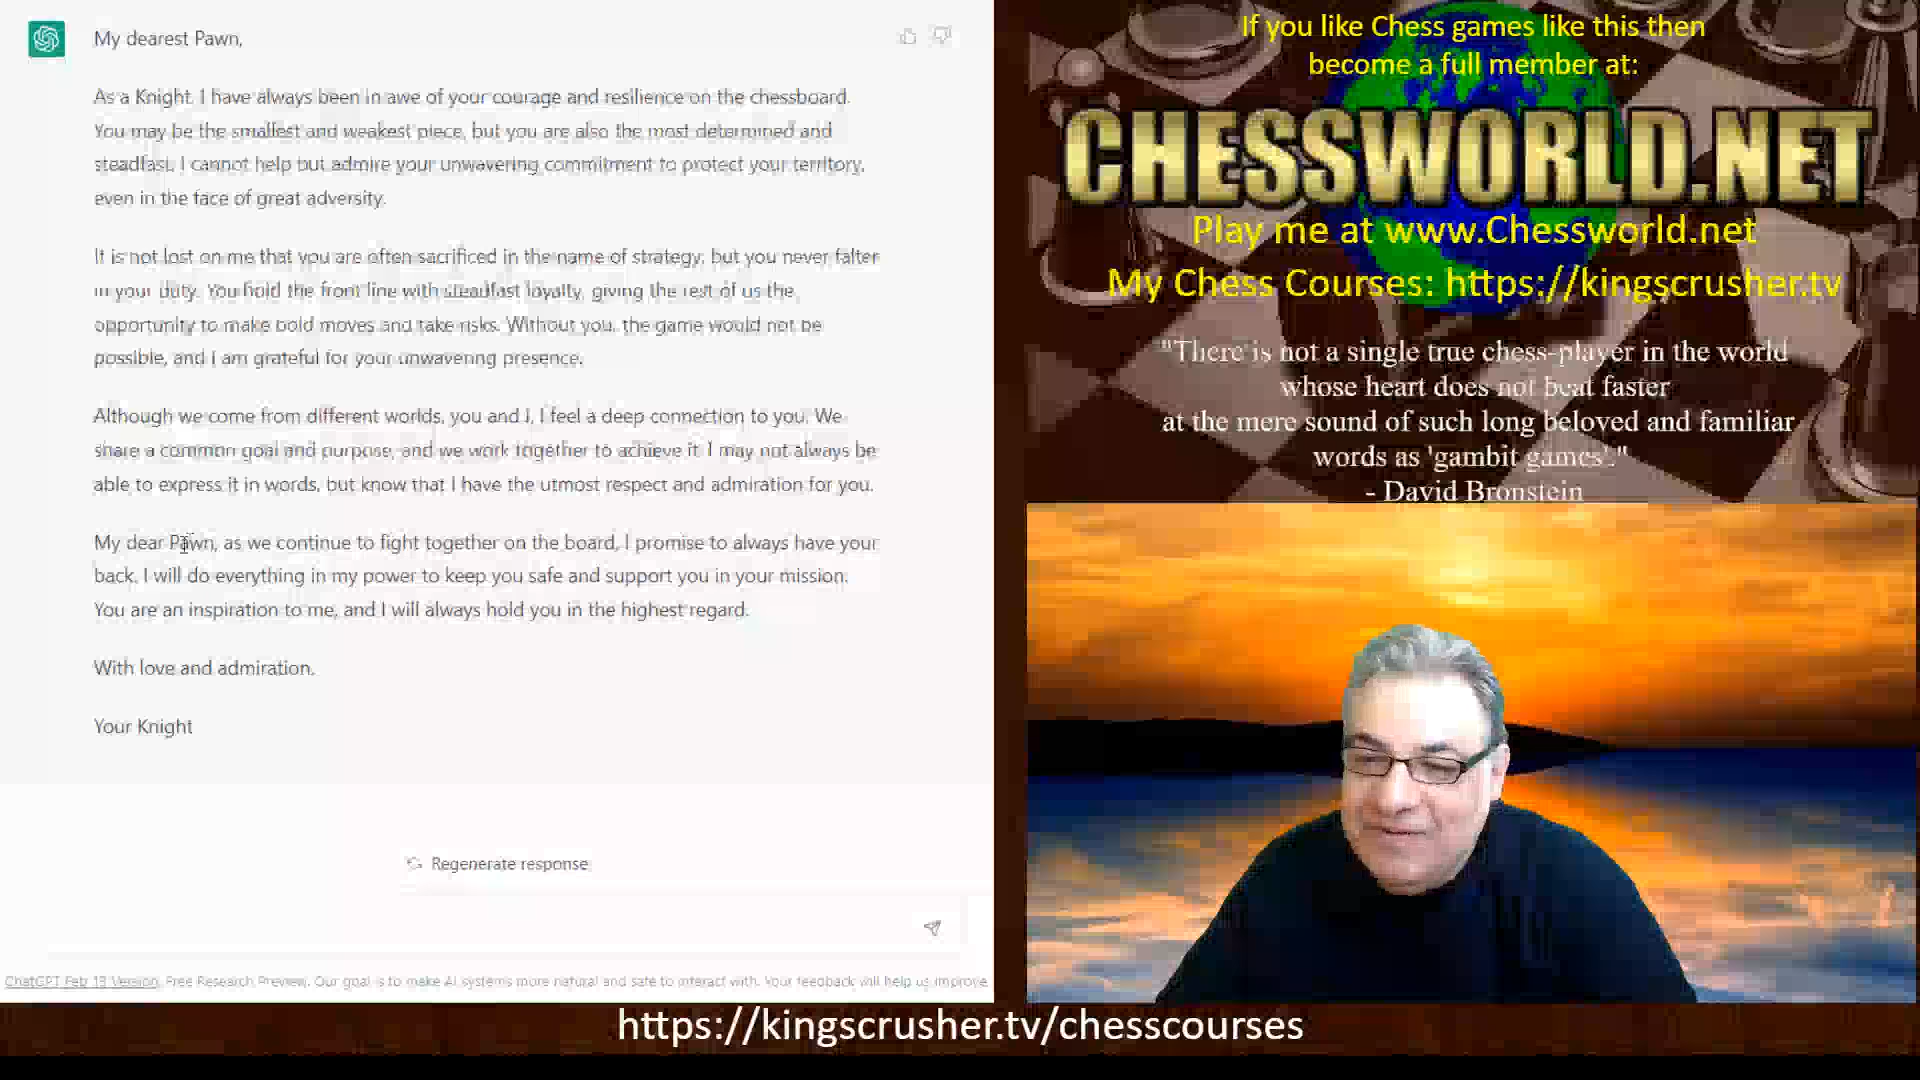 My dearest Pawn,
As a Knight, I have always been in awe of your courage and resilience on the chessboard.
You may be the smallest and weakest piece, but you are also the most determined and
steadfast. I cannot help but admire your unwavering commitment to protect your territory,
even in the face of great adversity.
It is not lost on me that you are often sacrificed in the name of strategy, but you never falter
in your duty. You hold the front line with steadfast loyalty, giving the rest of us the
opportunity to make bold moves and take risks. Without you, the game would not be
possible, and I am grateful for your unwavering presence.
Although we come from different worlds, you and I, I feel a deep connection to you. We
share a common goal and purpose, and we work together to achieve it. I may not always be
able to express it in words, but know that I have the utmost respect and admiration for you.
My dear Pawn, as we continue to fight together on the board, I promise to always have your
back. I will do everything in my power to keep you safe and support you in your mission.
You are an inspiration to me, and I will always hold you in the highest regard.
With love and admiration,
Your Knight
Regenerate response
ChatGPT Feb 13 Version. Free Research Preview. Our goal is to make AI systems more natural and safe to interact with. Your feedback will help us improve.
If you like Chess games like this then
become a full member at:
CHESSWORLD.NET
Play me at www.Chessworld.net
My Chess Courses: https://kingscrusher.tv
"There is not a single true chess-player in the world
whose heart does not beat faster
at the mere sound of such long beloved and familiar
words as 'gambit games'."
- David Bronstein
https://kingscrusher.tv/chesscourses